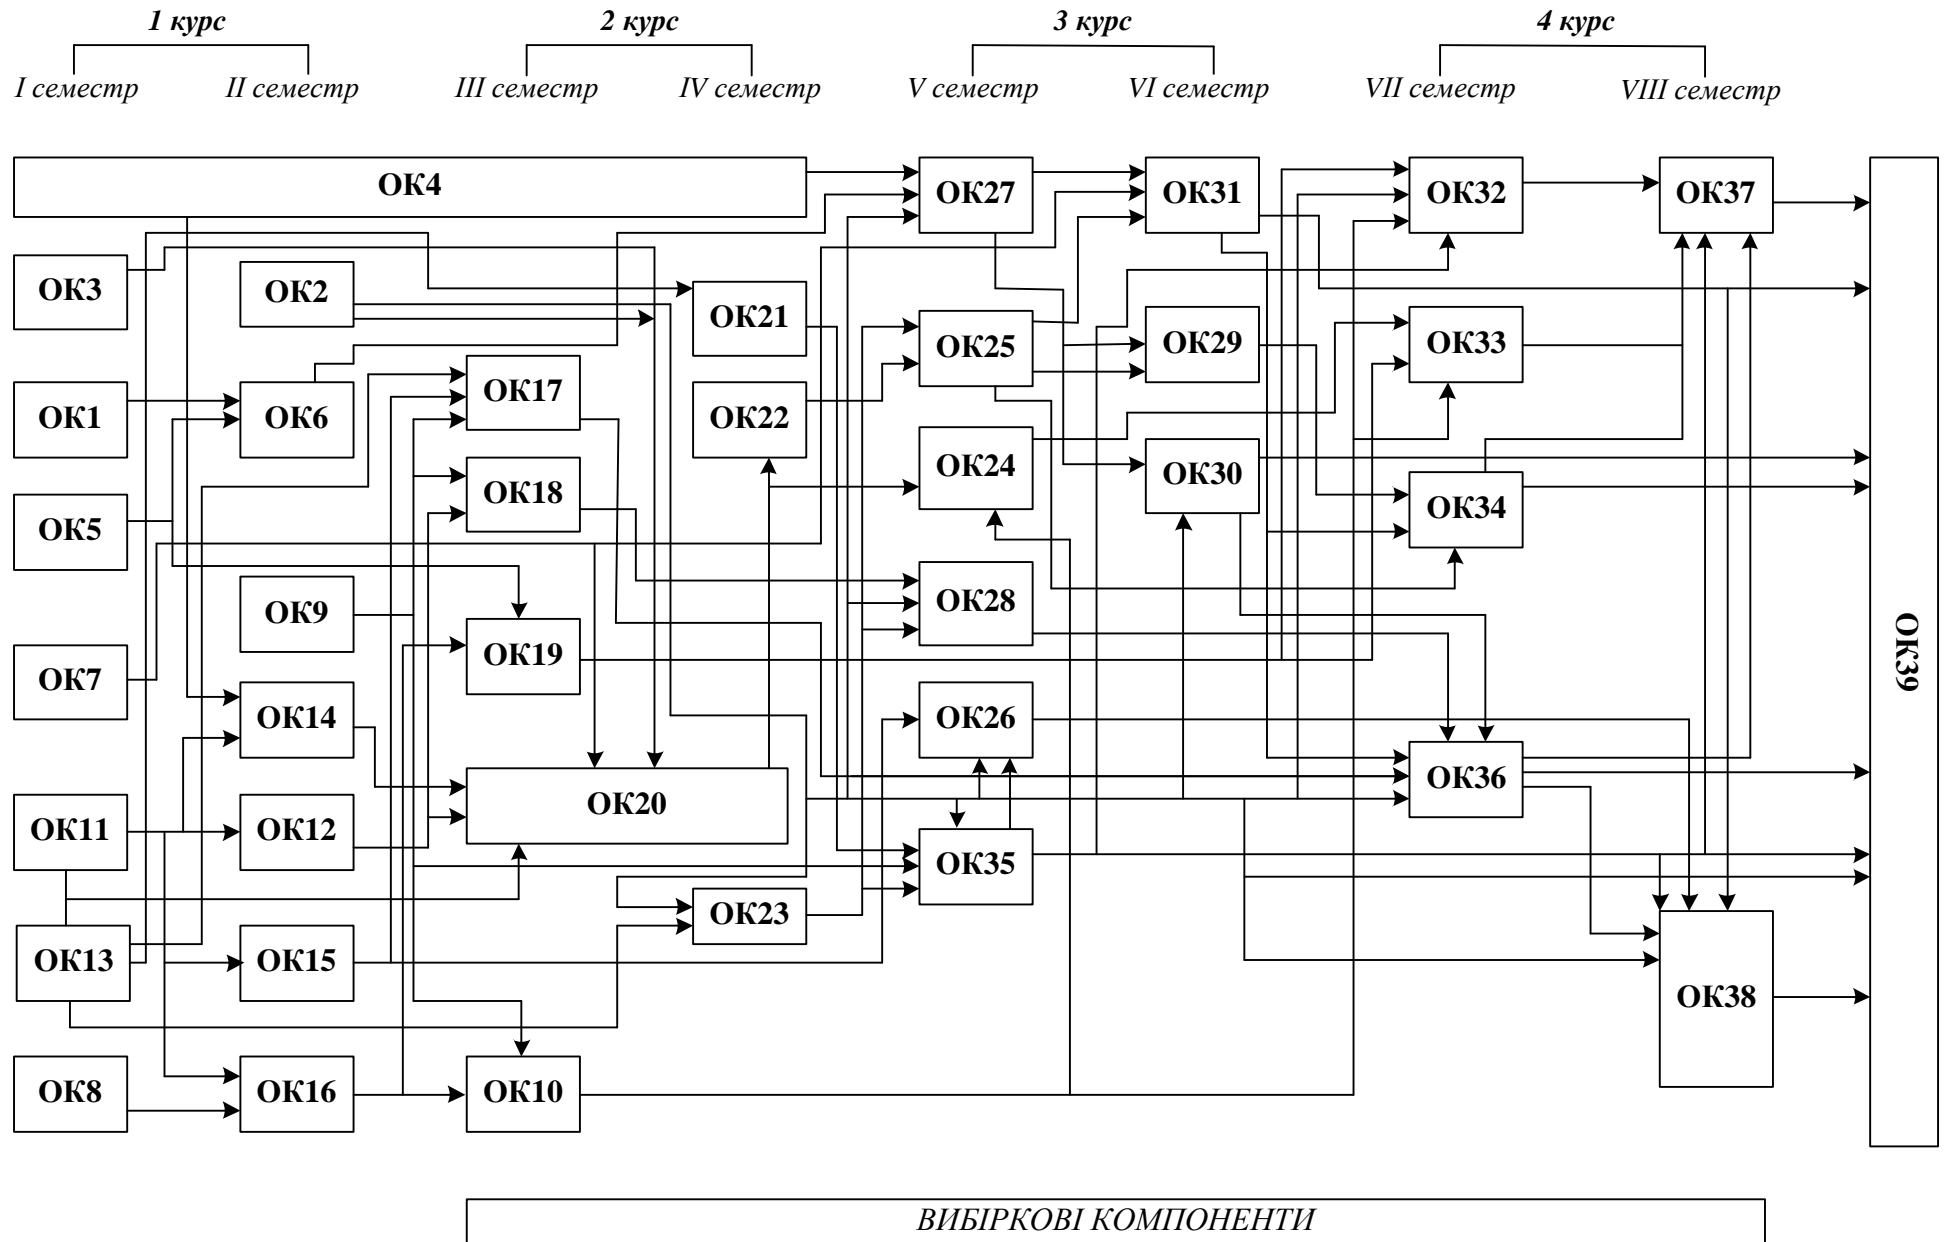 1 курс 2 курс 3 курс 4 курс
I семестр II семестр III семестр IV семестр V семестр VI семестр VII семестр VIII семестр
ОК4 ОК27 ОК31 ОК32 ОК37
ОК3 ОК2 ОК21
ОК25 ОК29 ОК33
ОК1 ОК6 ОК17 ОК22
ОК24 ОК30
ОК5 ОК18 ОК34
ОК9 ОК28
ОК7 ОК19 ОК39
ОК14 ОК26
ОК36
ОК11 ОК12 ОК20
ОК35
ОК23
ОК13 ОК15 ОК38
ОК8 ОК16 ОК10
ВИБІРКОВІ КОМПОНЕНТИ